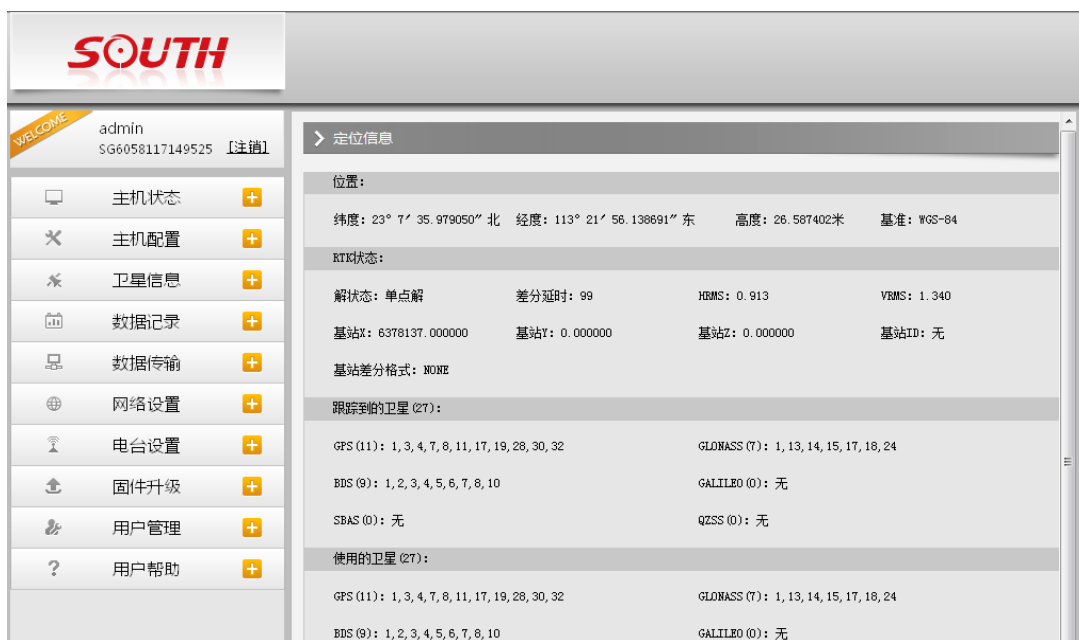 SOUTH
WELCOME
admin
SG6058117149525 [注销]
主机状态
主机配置
卫星信息
数据记录
数据传输
网络设置
电台设置
固件升级
用户管理
用户帮助
定位信息
位置:
纬度: 23° 7′ 35.979050″ 北 经度: 113° 21′ 56.138691″ 东 高度: 26.587402米 基准: WGS-84
RTK状态:
解状态: 单点解 差分延时: 99 HRMS: 0.913 VRMS: 1.340
基站X: 6378137.000000 基站Y: 0.000000 基站Z: 0.000000 基站ID: 无
基站差分格式: NONE
跟踪到的卫星(27):
GPS(11): 1,3,4,7,8,11,17,19,28,30,32 GLONASS(7): 1,13,14,15,17,18,24
BDS(9): 1,2,3,4,5,6,7,8,10 GALILEO(0): 无
SBAS(0): 无 QZSS(0): 无
使用的卫星(27):
GPS(11): 1,3,4,7,8,11,17,19,28,30,32 GLONASS(7): 1,13,14,15,17,18,24
BDS(9): 1,2,3,4,5,6,7,8,10 GALILEO(0): 无